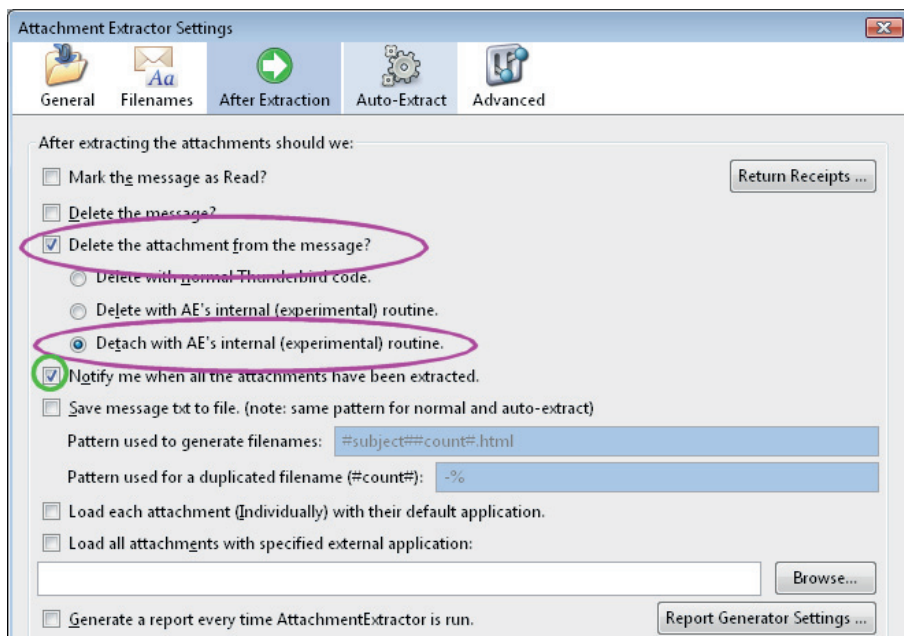 Attachment Extractor Settings
Aa
General Filenames After Extraction Auto-Extract Advanced
After extracting the attachments should we:
Mark the message as Read?
Return Receipts ...
Delete the message?
Delete the attachment from the message?
Delete with normal Thunderbird code.
Delete with AE's internal (experimental) routine.
Detach with AE's internal (experimental) routine.
Notify me when all the attachments have been extracted.
Save message txt to file. (note: same pattern for normal and auto-extract)
Pattern used to generate filenames: #subject##count#.html
Pattern used for a duplicated filename (#count#): -%
Load each attachment (Individually) with their default application.
Load all attachments with specified external application:
Browse...
Generate a report every time AttachmentExtractor is run. Report Generator Settings ...